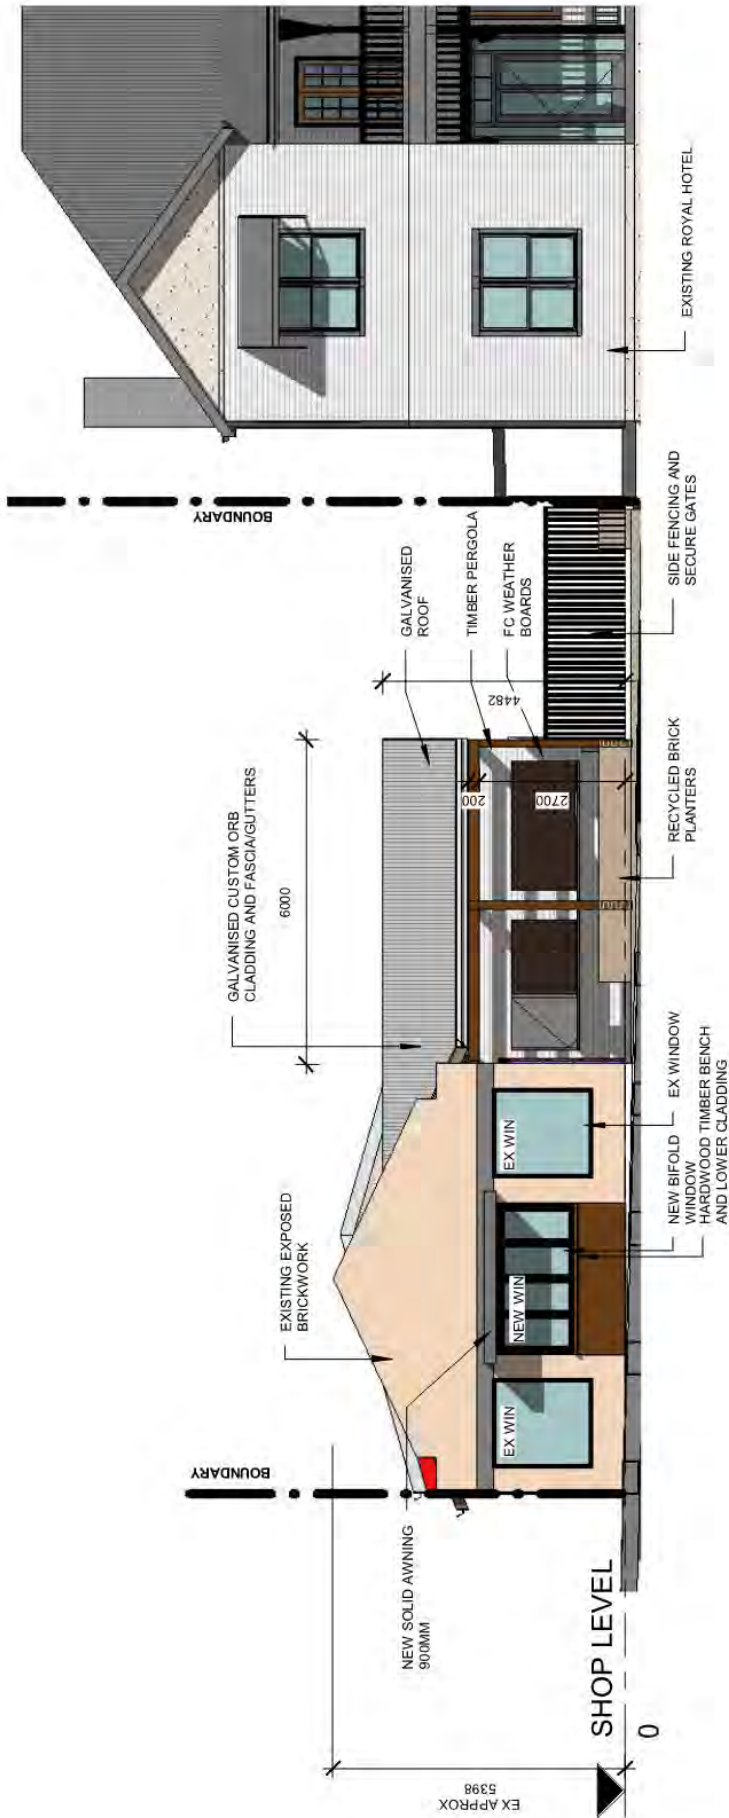 BOUNDARY
EXISTING ROYAL HOTEL
SIDE FENCING AND
SECURE GATES
GALVANISED
ROOF
TIMBER PERGOLA
FC WEATHER
BOARDS
4482
GALVANISED CUSTOM ORB
CLADDING AND FASCIA/GUTTERS
6000
200
2700
RECYCLED BRICK
PLANTERS
EXISTING EXPOSED
BRICKWORK
EX WIN
NEW WIN
EX WIN
EX WINDOW
NEW BIFOLD
WINDOW
HARDWOOD TIMBER BENCH
AND LOWER CLADDING
BOUNDARY
NEW SOLID AWNING
900MM
SHOP LEVEL
0
EX APPROX
5398